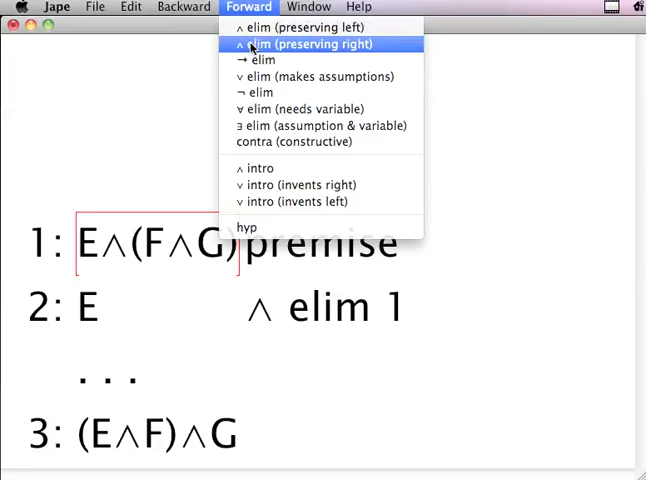 Jape File Edit Backward Forward Window Help
∧ elim (preserving left)
∧ elim (preserving right)
→ elim
∨ elim (makes assumptions)
¬ elim
∀ elim (needs variable)
∃ elim (assumption & variable)
contra (constructive)
∧ intro
∨ intro (invents right)
∨ intro (invents left)
hyp
1: E∧(F∧G) premise
2: E ∧ elim 1
. . .
3: (E∧F)∧G